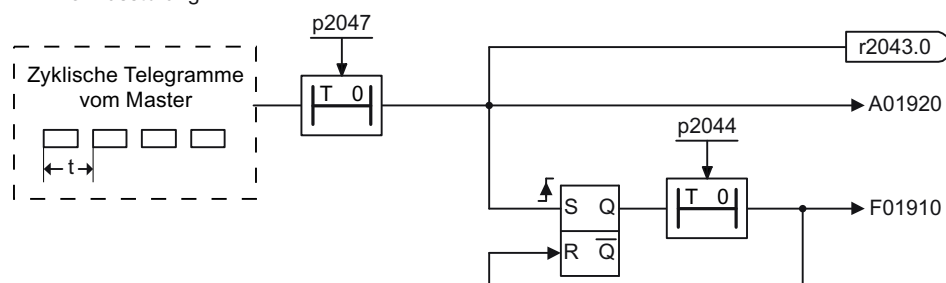 p2047
r2043.0
Zyklische Telegramme
vom Master
T 0
A01920
t
p2044
T 0
S Q
F01910
R Q̅